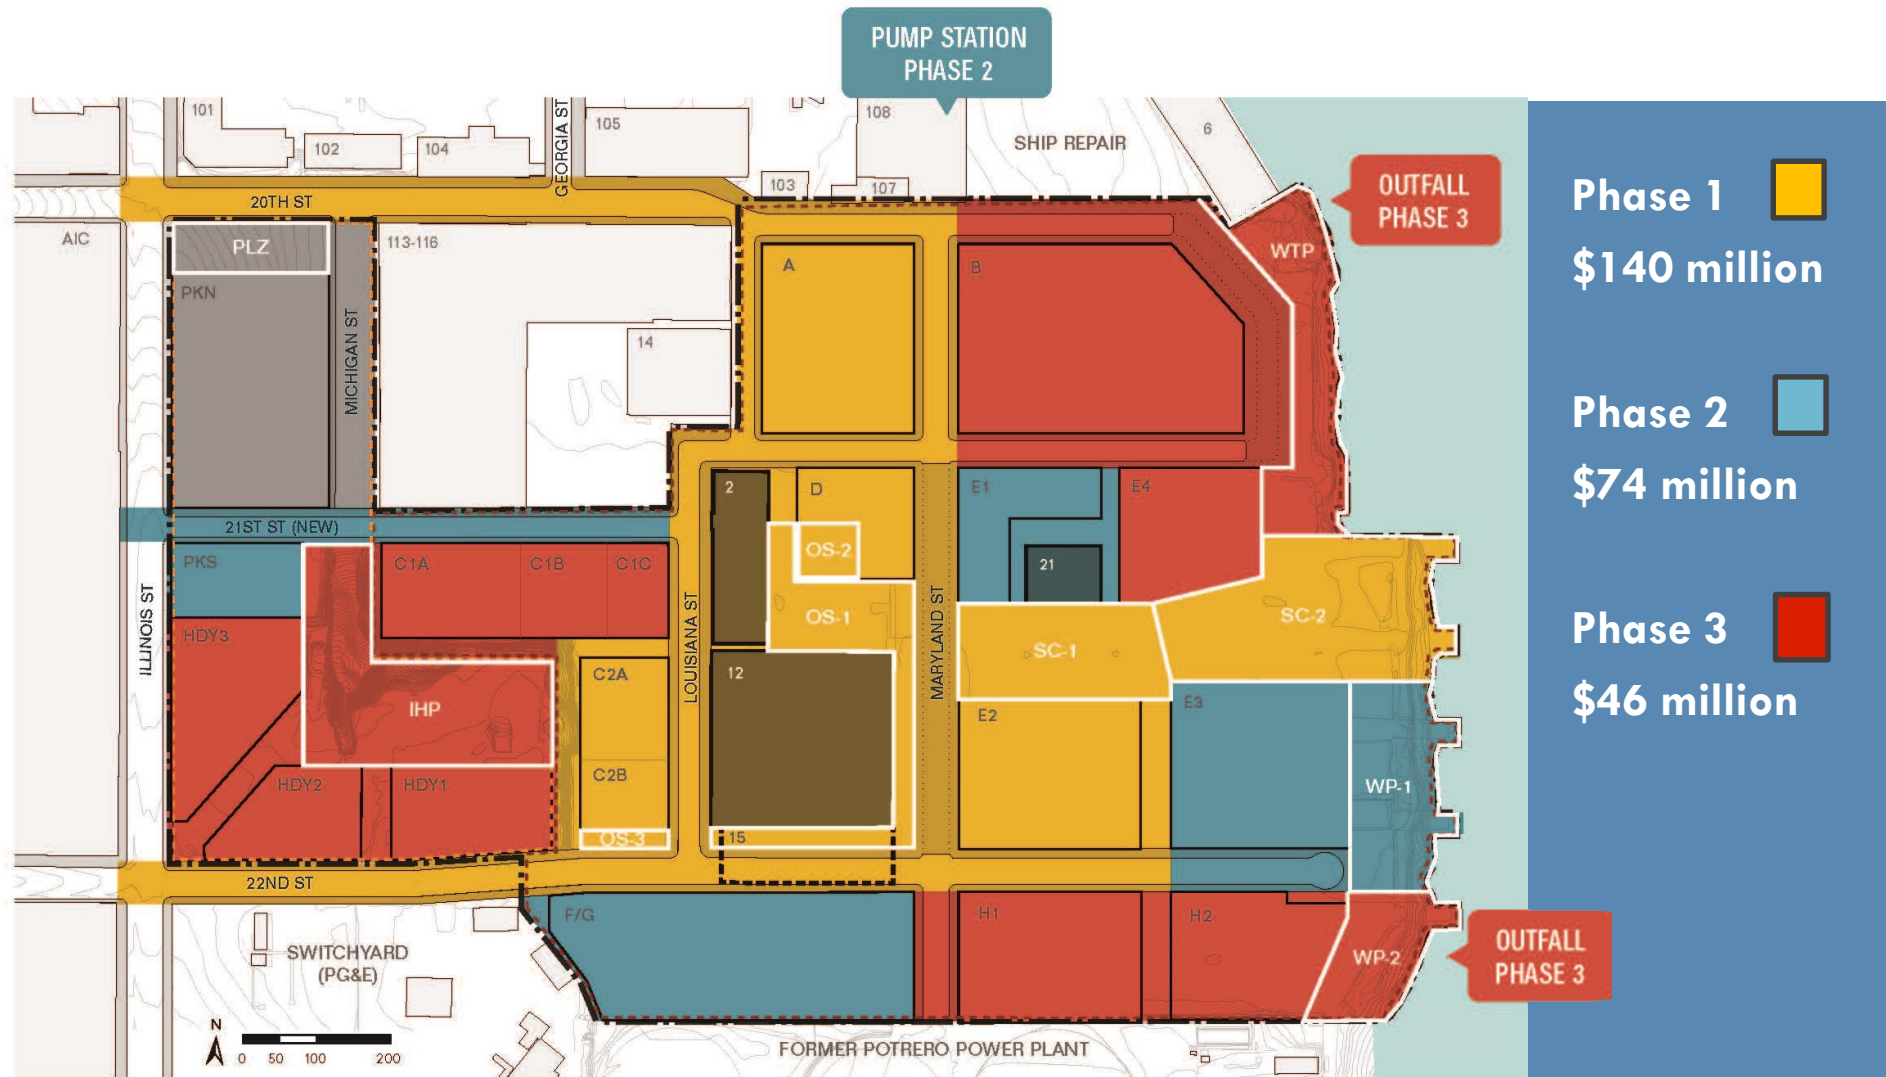 PUMP STATION
PHASE 2
101
102
104
GEORGIA ST
105
103
108
107
SHIP REPAIR
6
OUTFALL
PHASE 3
20TH ST
AIC
PLZ
PKN
MICHIGAN ST
113-116
14
A
B
WTP
2
D
E1
E4
21ST ST (NEW)
PKS
C1A
C1B
C1C
OS-2
21
OS-1
SC-1
SC-2
ILLINOIS ST
HDY3
IHP
LOUISIANA ST
MARYLAND ST
C2A
12
E2
E3
HDY2
HDY1
C2B
WP-1
OS-3
15
22ND ST
F/G
H1
H2
WP-2
OUTFALL
PHASE 3
SWITCHYARD
(PG&E)
N
0 50 100 200
FORMER POTRERO POWER PLANT
Phase 1
$140 million
Phase 2
$74 million
Phase 3
$46 million